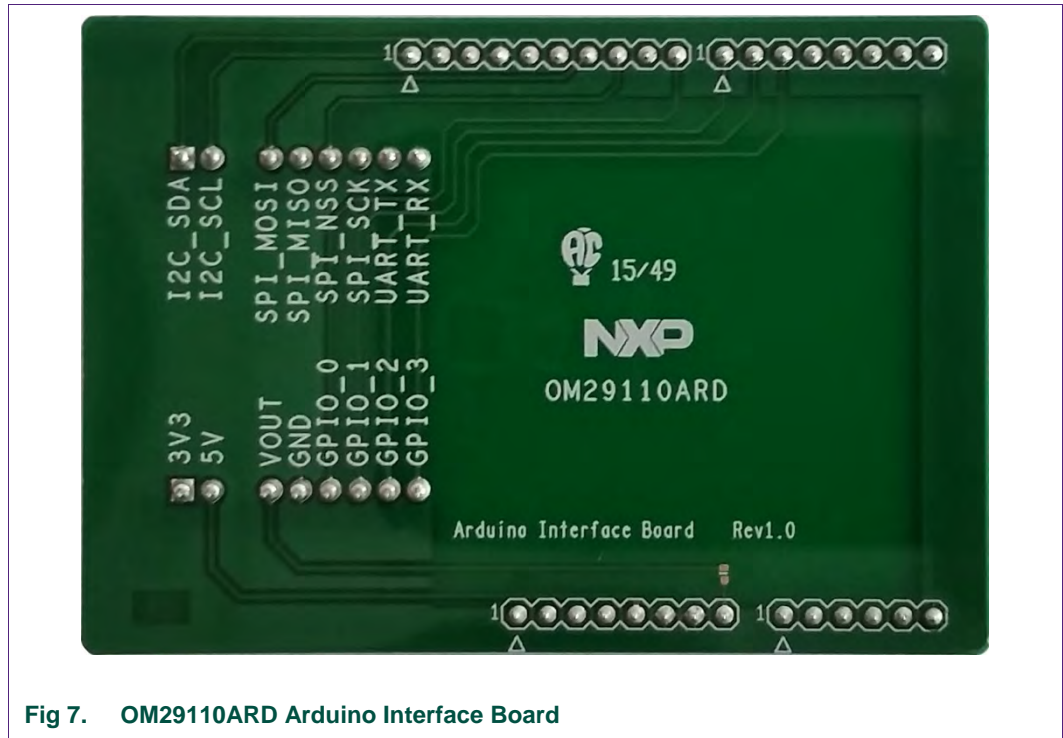 1 1
I2C_SDA
I2C_SCL
SPI_MOSI
SPI_MISO
SPI_NSS
SPI_SCK
UART_TX
UART_RX
AC 15/49
NXP
OM29110ARD
3V3
5V
VOUT
GND
GPIO_0
GPIO_1
GPIO_2
GPIO_3
Arduino Interface Board Rev1.0
1 1
Fig 7. OM29110ARD Arduino Interface Board